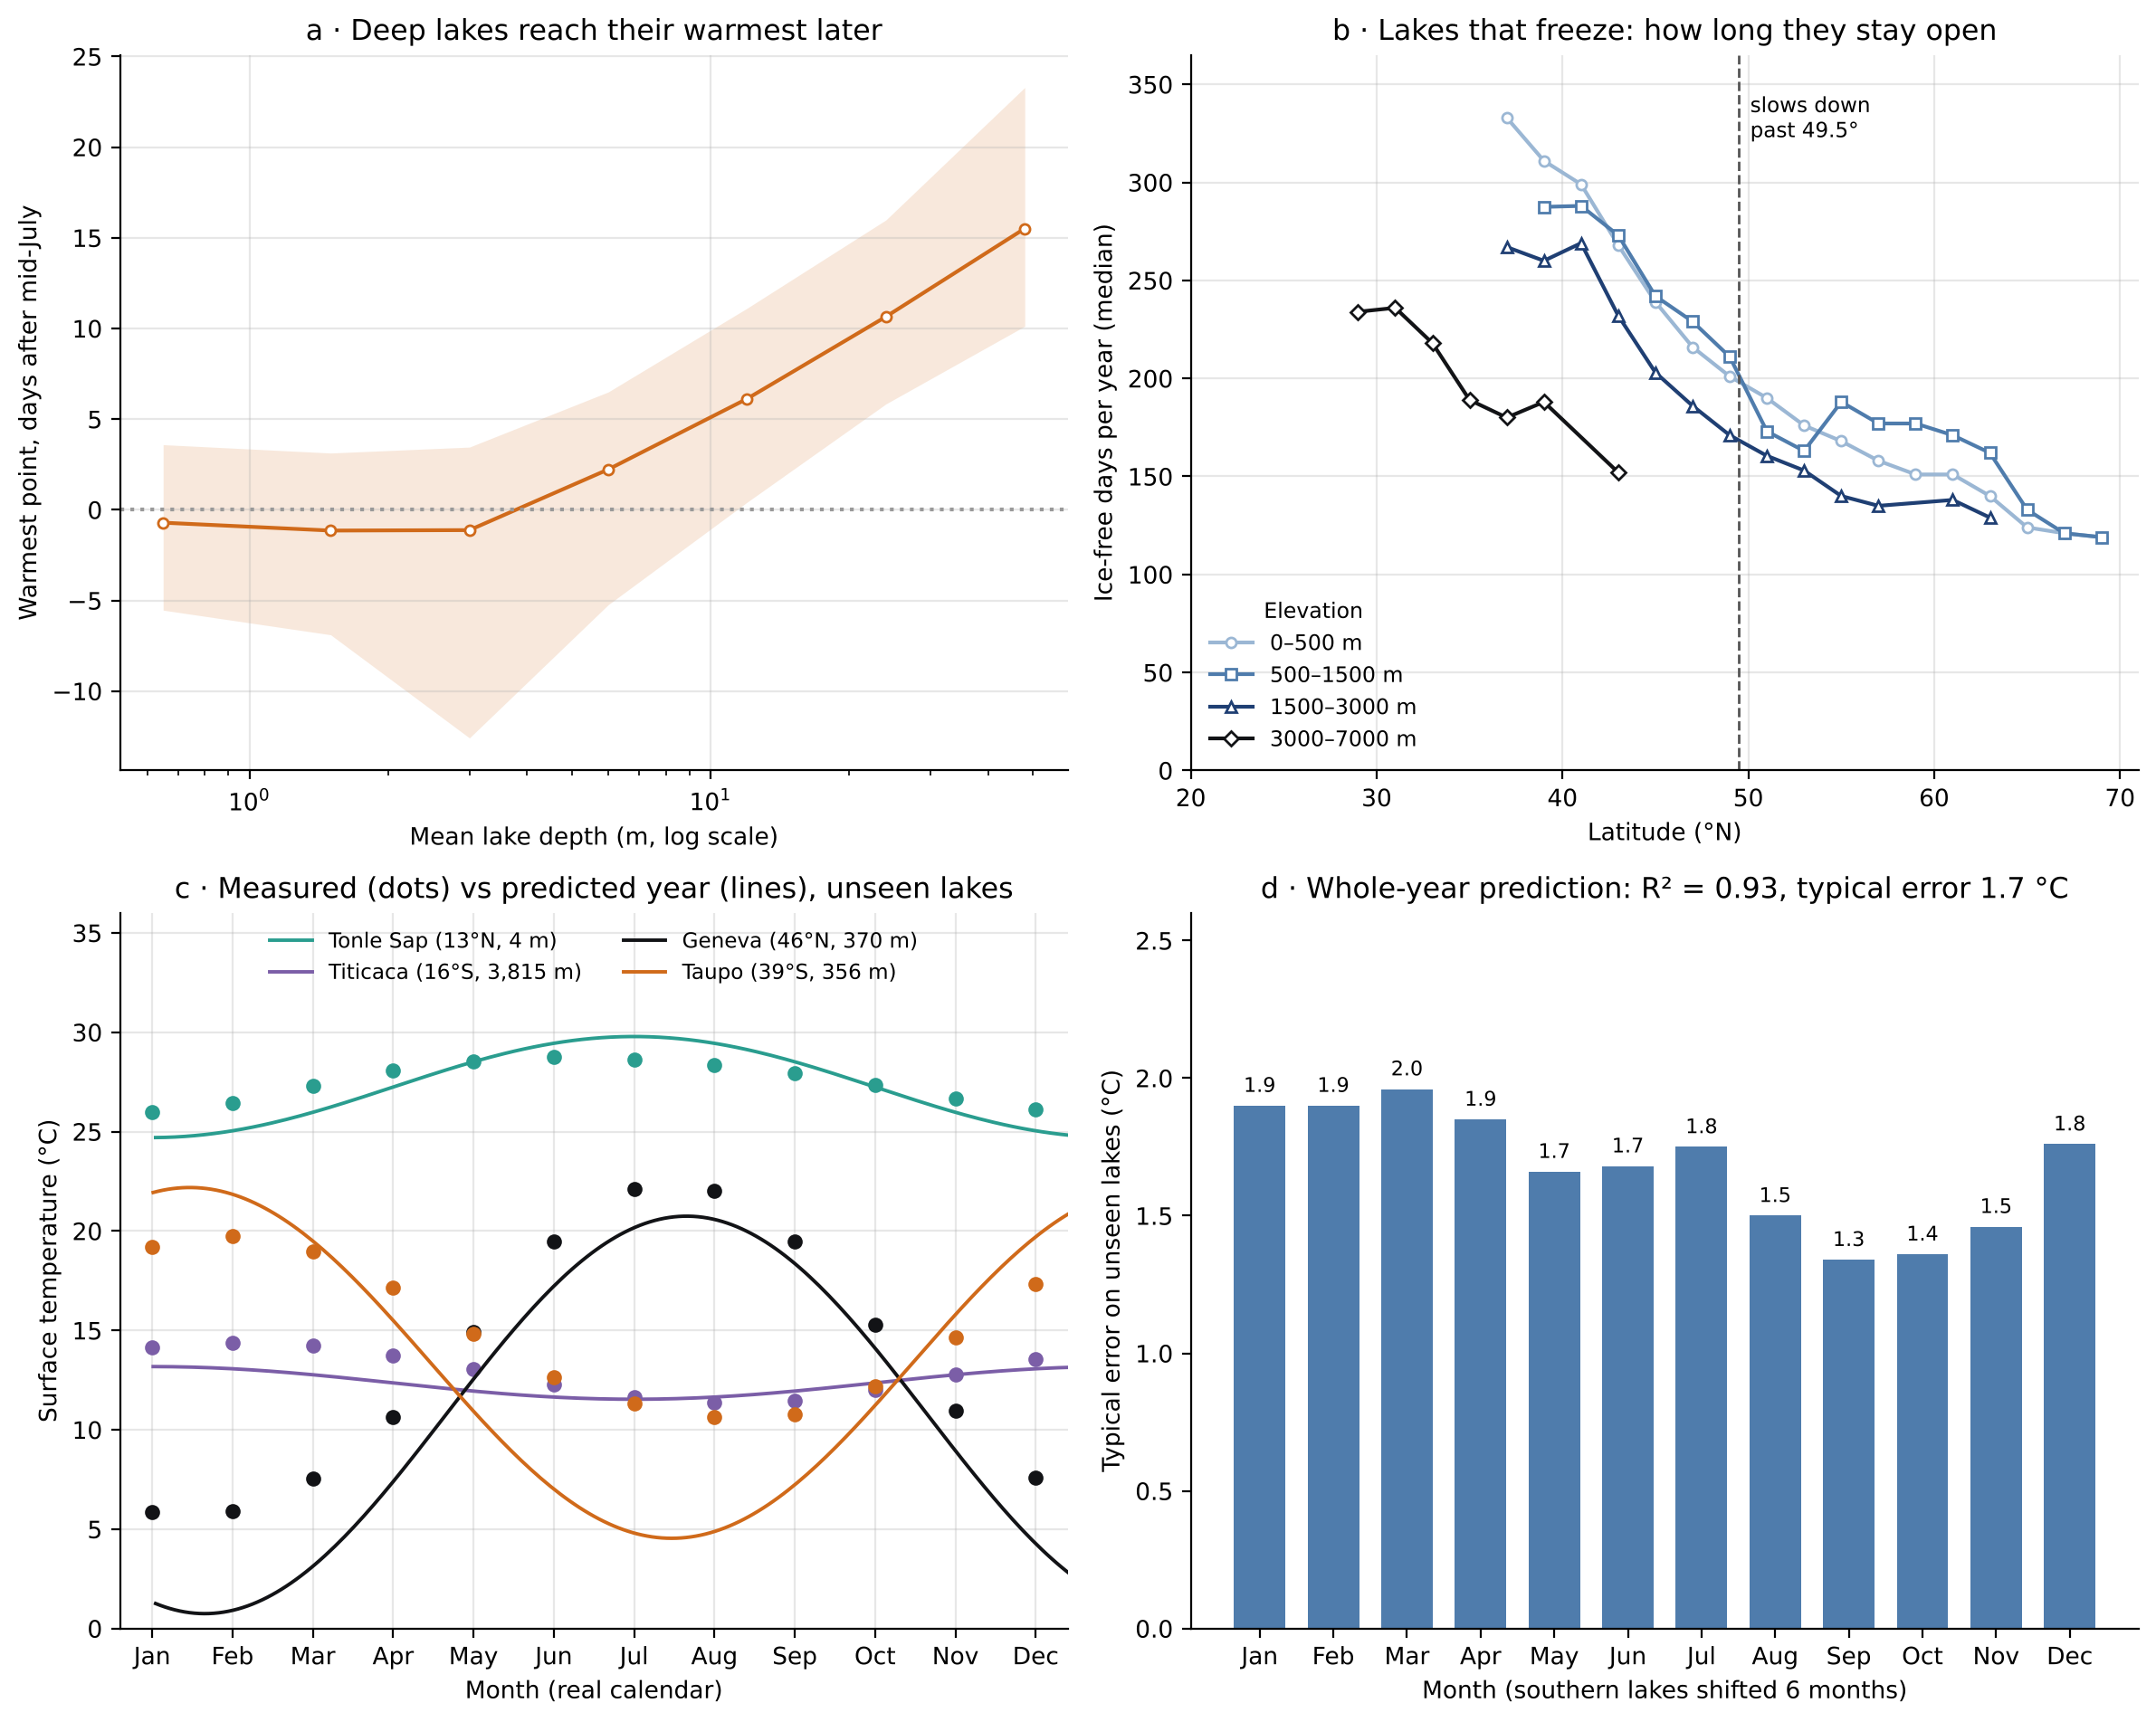 a · Deep lakes reach their warmest later
25
20
15
10
5
0
−5
−10
Warmest point, days after mid-July
10⁰
10¹
Mean lake depth (m, log scale)
b · Lakes that freeze: how long they stay open
350
300
250
200
150
100
50
0
Ice-free days per year (median)
slows down
past 49.5°
Elevation
0–500 m
500–1500 m
1500–3000 m
3000–7000 m
20
30
40
50
60
70
Latitude (°N)
c · Measured (dots) vs predicted year (lines), unseen lakes
Tonle Sap (13°N, 4 m)
Titicaca (16°S, 3,815 m)
Geneva (46°N, 370 m)
Taupo (39°S, 356 m)
35
30
25
20
15
10
5
0
Surface temperature (°C)
Jan
Feb
Mar
Apr
May
Jun
Jul
Aug
Sep
Oct
Nov
Dec
Month (real calendar)
d · Whole-year prediction: R² = 0.93, typical error 1.7 °C
2.5
2.0
1.5
1.0
0.5
0.0
Typical error on unseen lakes (°C)
1.9
1.9
2.0
1.9
1.7
1.7
1.8
1.5
1.3
1.4
1.5
1.8
Jan
Feb
Mar
Apr
May
Jun
Jul
Aug
Sep
Oct
Nov
Dec
Month (southern lakes shifted 6 months)